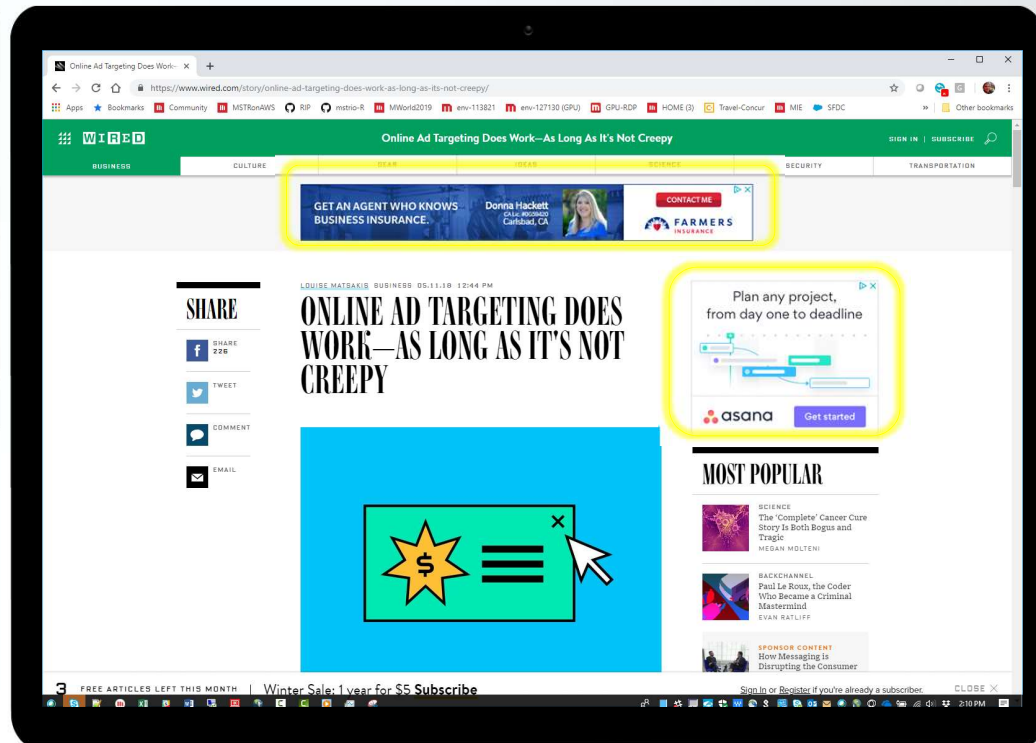 Online Ad Targeting Does Work-
https://www.wired.com/story/online-ad-targeting-does-work-as-long-as-its-not-creepy/
Apps Bookmarks Community MSTRonAWS RIP mstrio-R MWorld2019 env-113821 env-127130 (GPU) GPU-RDP HOME (3) Travel-Concur MIE SFDC » Other bookmarks
WIRED
Online Ad Targeting Does Work—As Long As It's Not Creepy
SIGN IN | SUBSCRIBE
BUSINESS CULTURE GEAR IDEAS SCIENCE SECURITY TRANSPORTATION
GET AN AGENT WHO KNOWS
BUSINESS INSURANCE.
Donna Hackett
CA Lic. #0G59420
Carlsbad, CA
CONTACT ME
FARMERS
INSURANCE
SHARE
SHARE
226
TWEET
COMMENT
EMAIL
LOUISE MATSAKIS BUSINESS 05.11.18 12:44 PM
ONLINE AD TARGETING DOES
WORK—AS LONG AS IT'S NOT
CREEPY
$
Plan any project,
from day one to deadline
asana
Get started
MOST POPULAR
SCIENCE
The 'Complete' Cancer Cure
Story Is Both Bogus and
Tragic
MEGAN MOLTENI
BACKCHANNEL
Paul Le Roux, the Coder
Who Became a Criminal
Mastermind
EVAN RATLIFF
SPONSOR CONTENT
How Messaging is
Disrupting the Consumer
3 FREE ARTICLES LEFT THIS MONTH | Winter Sale: 1 year for $5 Subscribe
Sign In or Register if you're already a subscriber.
CLOSE X
2:10 PM